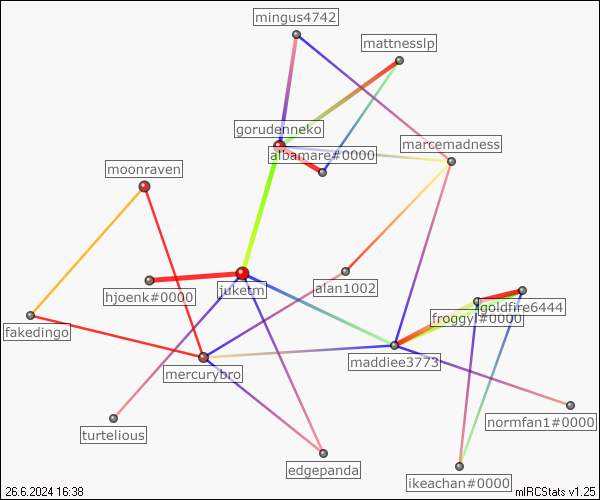 mingus4742
mattnesslp
gorudenneko
marcemadness
albamare#0000
moonraven
hjoenk#0000
juketm
alan1002
goldfire6444
froggyl#0000
fakedingo
maddiee3773
mercurybro
normfan1#0000
turtelious
edgepanda
ikeachan#0000
26.6.2024 16:38
mIRCStats v1.25